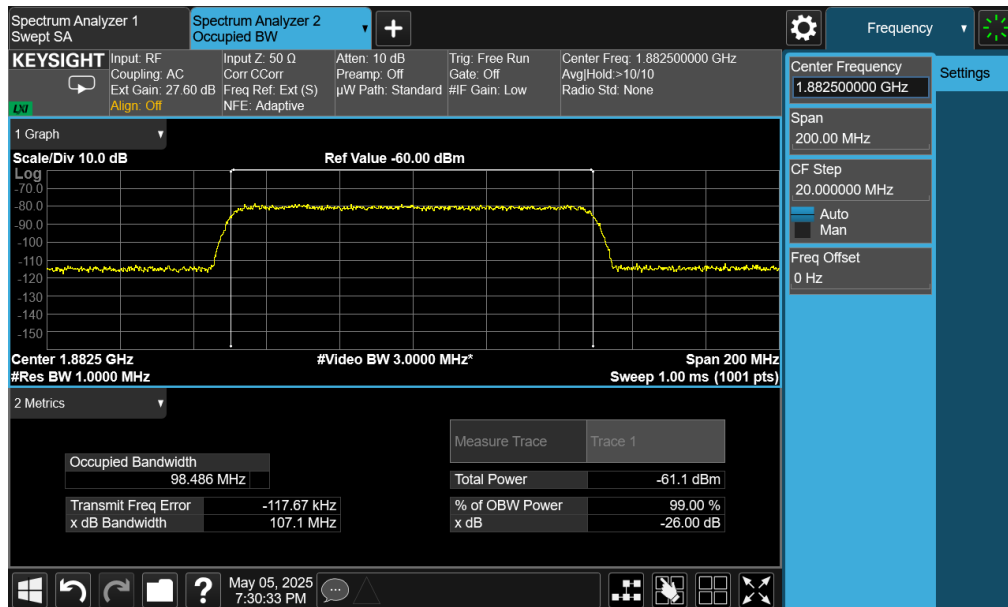 Spectrum Analyzer 1
Swept SA
Spectrum Analyzer 2
Occupied BW
Frequency
KEYSIGHT
LXI
Input: RF
Coupling: AC
Ext Gain: 27.60 dB
Align: Off
Input Z: 50 Ω
Corr CCorr
Freq Ref: Ext (S)
NFE: Adaptive
Atten: 10 dB
Preamp: Off
µW Path: Standard
Trig: Free Run
Gate: Off
#IF Gain: Low
Center Freq: 1.882500000 GHz
Avg|Hold:>10/10
Radio Std: None
Center Frequency
1.882500000 GHz
Settings
Span
200.00 MHz
CF Step
20.000000 MHz
Auto
Man
Freq Offset
0 Hz
1 Graph
Scale/Div 10.0 dB
Ref Value -60.00 dBm
Log
-70.0
-80.0
-90.0
-100
-110
-120
-130
-140
-150
Center 1.8825 GHz
#Video BW 3.0000 MHz*
Span 200 MHz
#Res BW 1.0000 MHz
Sweep 1.00 ms (1001 pts)
2 Metrics
Measure Trace
Trace 1
Occupied Bandwidth
98.486 MHz
Total Power
-61.1 dBm
Transmit Freq Error
-117.67 kHz
% of OBW Power
99.00 %
x dB Bandwidth
107.1 MHz
x dB
-26.00 dB
?
May 05, 2025
7:30:33 PM